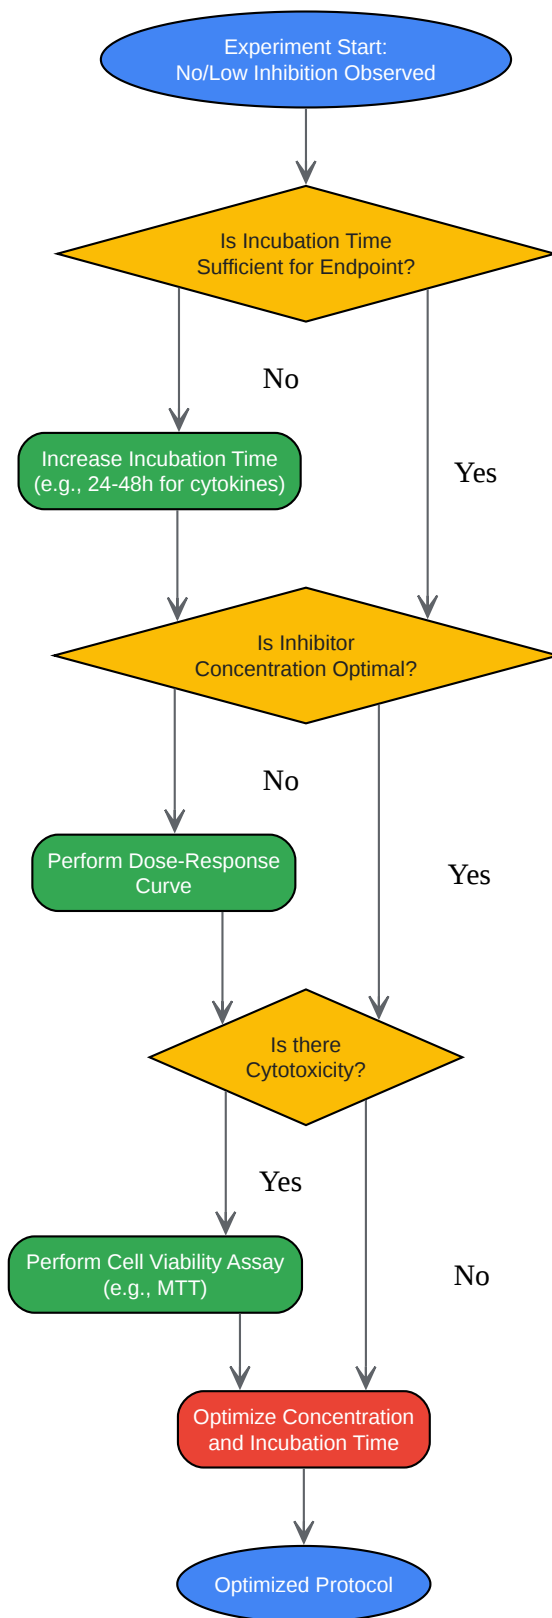 Experiment Start:
No/Low Inhibition Observed
Is Incubation Time
Sufficient for Endpoint?
No
Increase Incubation Time
(e.g., 24-48h for cytokines)
Yes
Is Inhibitor
Concentration Optimal?
No
Perform Dose-Response
Curve
Yes
Is there
Cytotoxicity?
Yes
Perform Cell Viability Assay
(e.g., MTT)
No
Optimize Concentration
and Incubation Time
Optimized Protocol